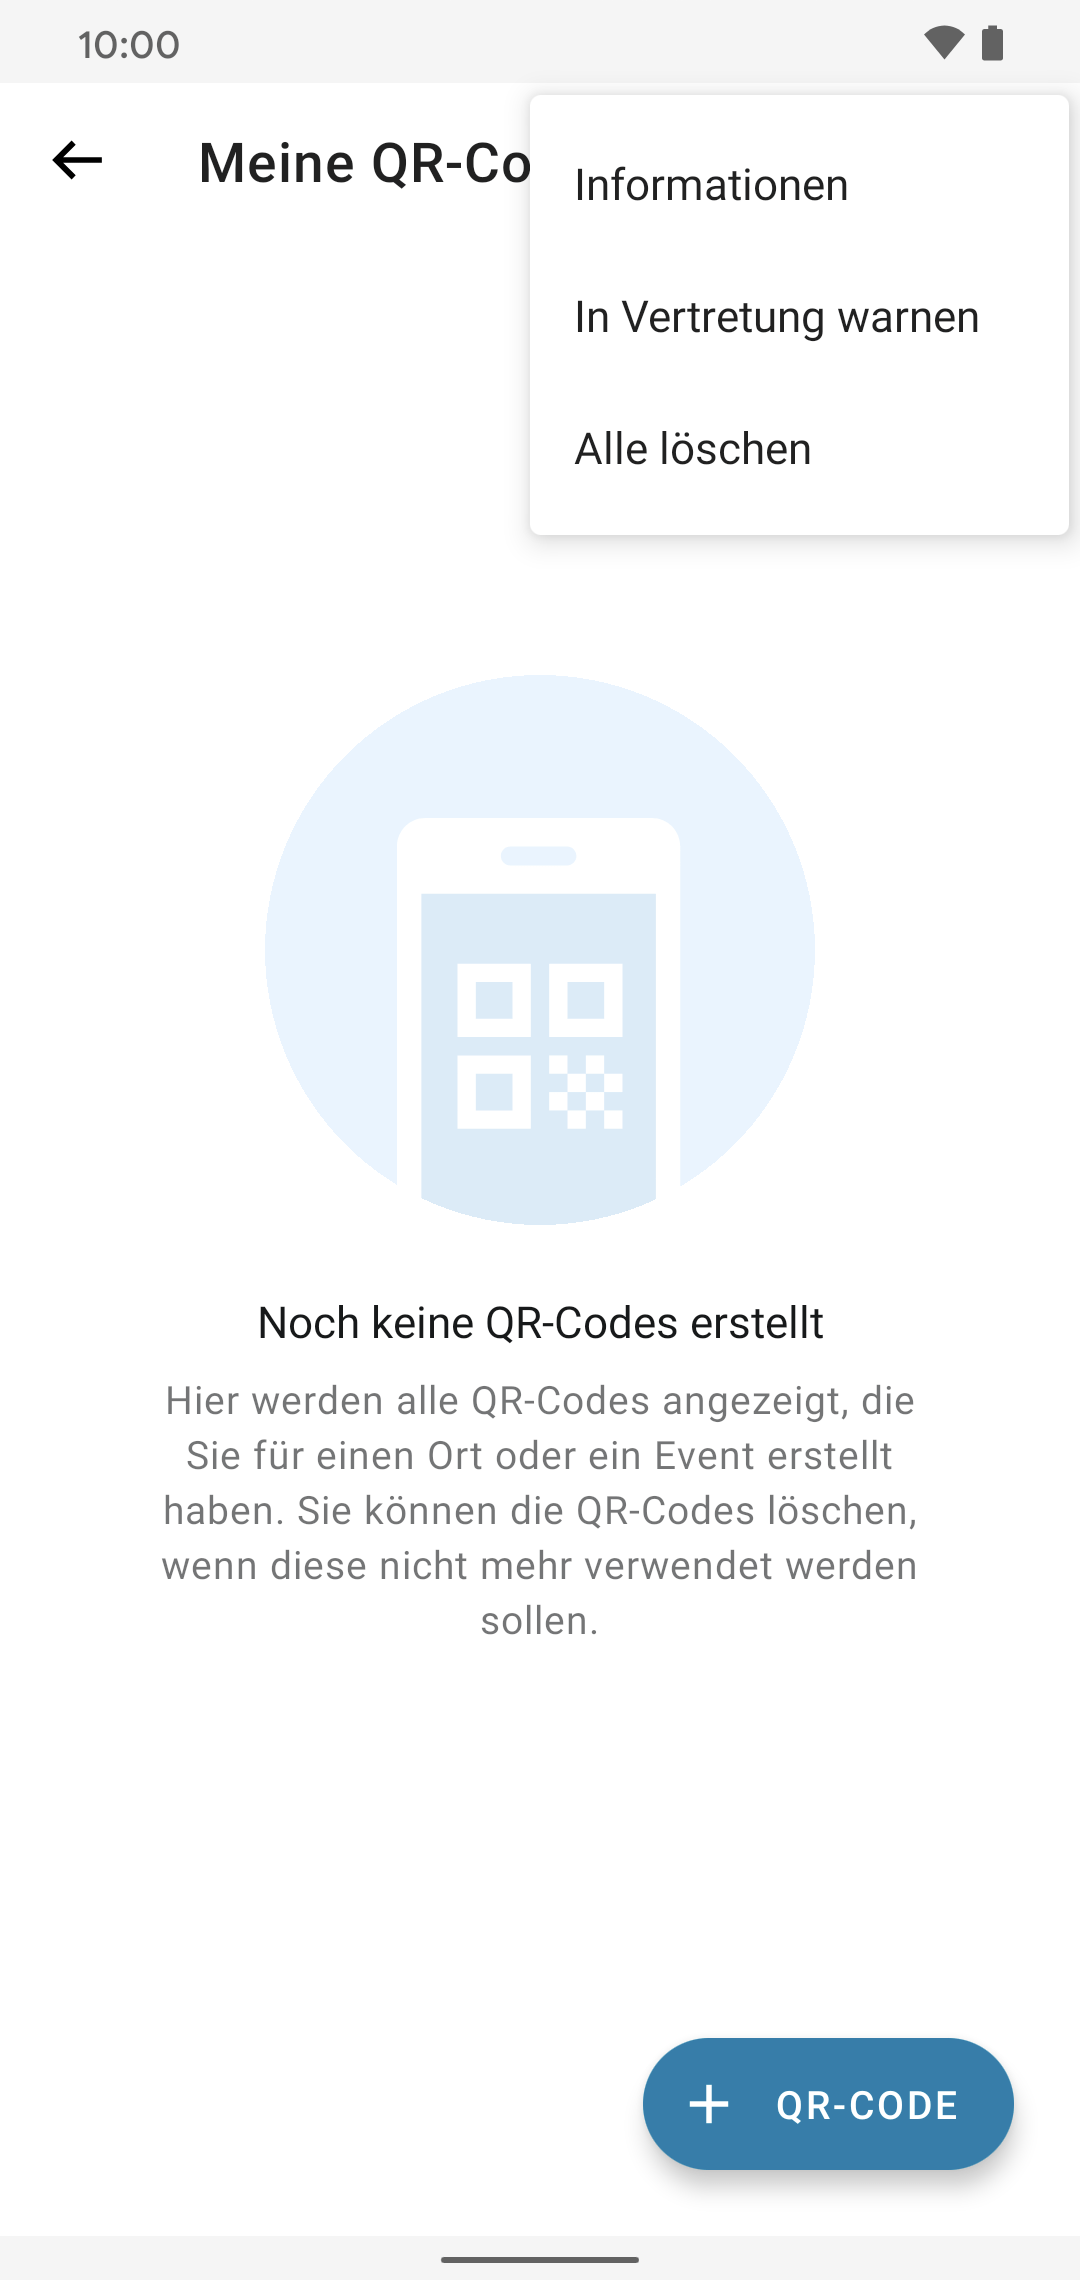 10:00
Meine QR-Co
Informationen
In Vertretung warnen
Alle löschen
Noch keine QR-Codes erstellt
Hier werden alle QR-Codes angezeigt, die
Sie für einen Ort oder ein Event erstellt
haben. Sie können die QR-Codes löschen,
wenn diese nicht mehr verwendet werden
sollen.
QR-CODE